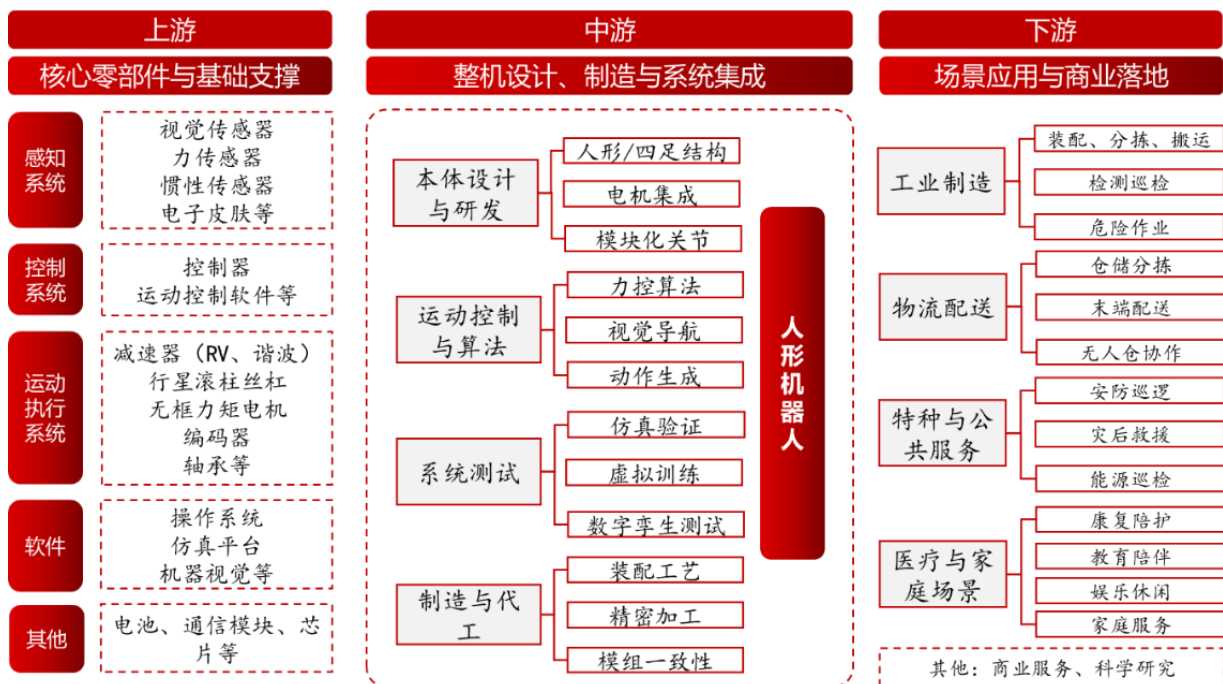 上游
核心零部件与基础支撑
感知
系统
视觉传感器
力传感器
惯性传感器
电子皮肤等
控制
系统
控制器
运动控制软件等
运动
执行
系统
减速器（RV、谐波）
行星滚柱丝杠
无框力矩电机
编码器
轴承等
软件
操作系统
仿真平台
机器视觉等
其他
电池、通信模块、芯
片等
中游
整机设计、制造与系统集成
本体设计
与研发
人形/四足结构
电机集成
模块化关节
运动控制
与算法
力控算法
视觉导航
动作生成
系统测试
仿真验证
虚拟训练
数字孪生测试
制造与代
工
装配工艺
精密加工
模组一致性
人形机器人
下游
场景应用与商业落地
工业制造
装配、分拣、搬运
检测巡检
危险作业
物流配送
仓储分拣
末端配送
无人仓协作
特种与公
共服务
安防巡逻
灾后救援
能源巡检
医疗与家
庭场景
康复陪护
教育陪伴
娱乐休闲
家庭服务
其他：商业服务、科学研究